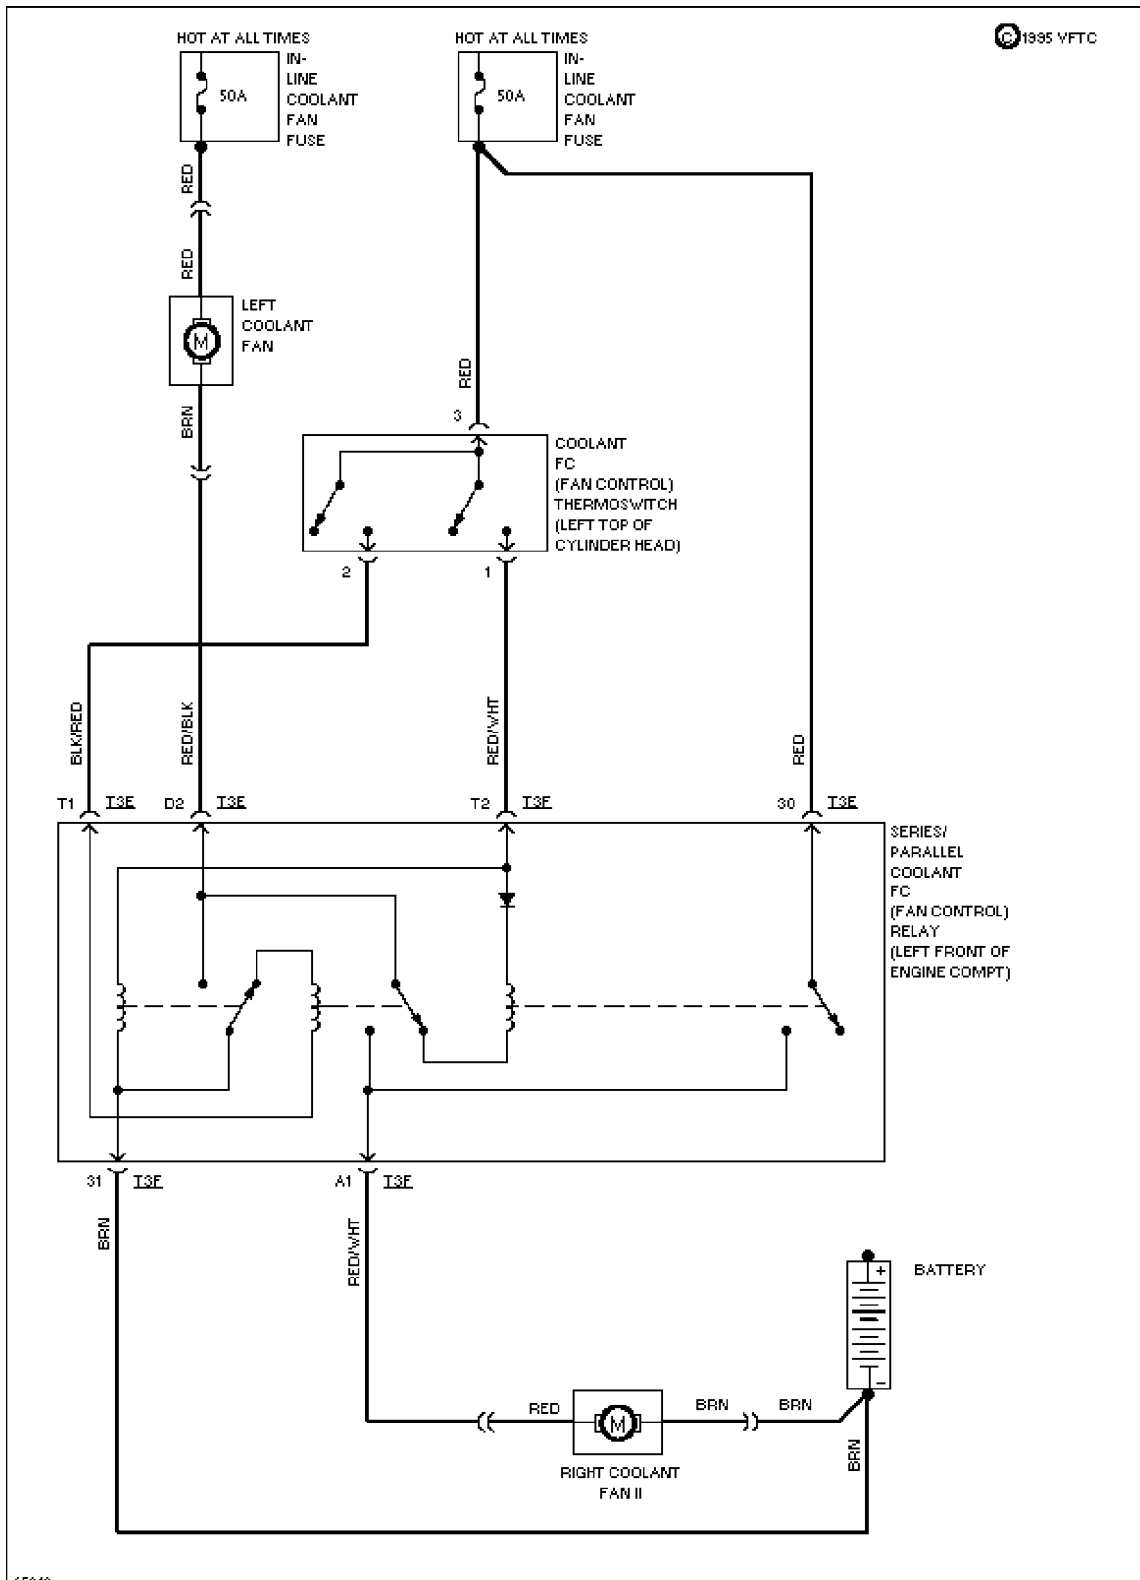 HOT AT ALL TIMES
HOT AT ALL TIMES
© 1995 VFTC
IN-
LINE
COOLANT
FAN
FUSE
50A
IN-
LINE
COOLANT
FAN
FUSE
50A
RED
RED
LEFT
COOLANT
FAN
M
BRN
RED
3
COOLANT
FC
(FAN CONTROL)
THERMOSWITCH
(LEFT TOP OF
CYLINDER HEAD)
2
1
BLK/RED
RED/BLK
RED/WHT
RED
T1 T3E
D2 T3E
T2 T3F
30 T3E
SERIES/
PARALLEL
COOLANT
FC
(FAN CONTROL)
RELAY
(LEFT FRONT OF
ENGINE COMPT)
31 T3F
A1 T3F
BRN
RED/WHT
+
BATTERY
-
RED
M
BRN
BRN
BRN
RIGHT COOLANT
FAN II